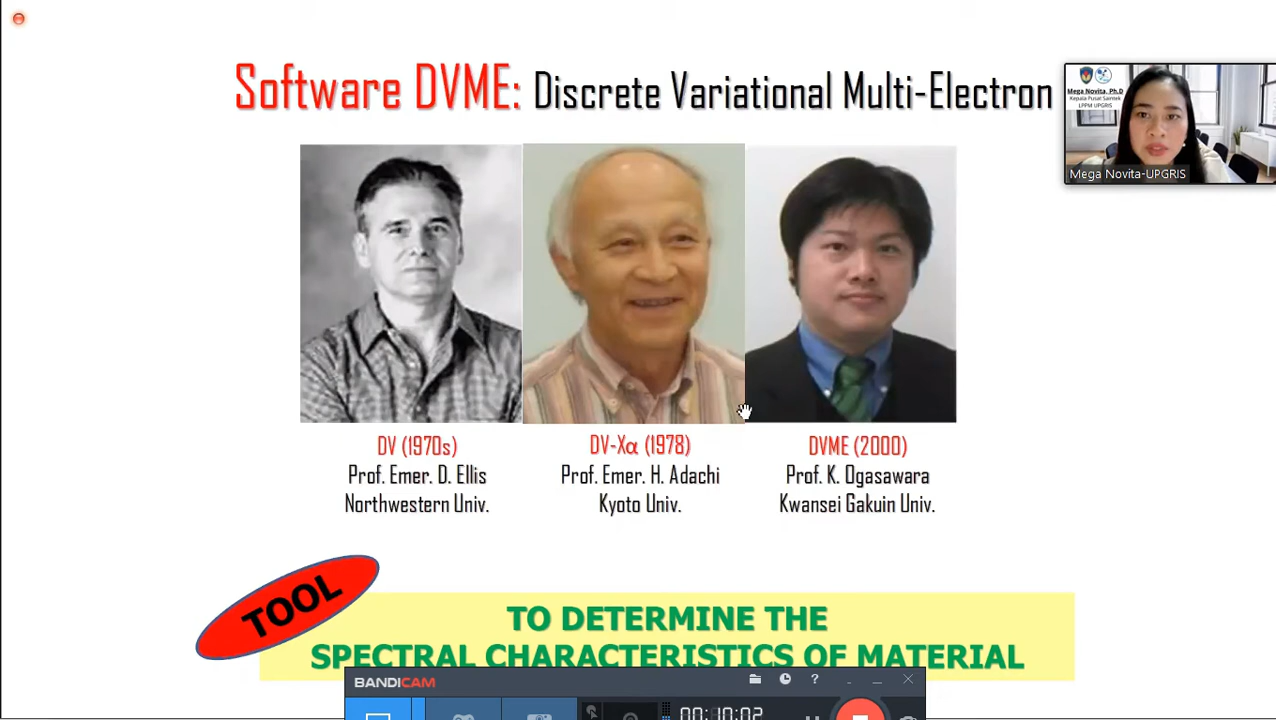 Software DVME: Discrete Variational Multi-Electron
Mega Novita, Ph.D
Kepala Pusat Saintek
LPPM UPGRIS
Mega Novita-UPGRIS
DV (1970s)
Prof. Emer. D. Ellis
Northwestern Univ.
DV-Xα (1978)
Prof. Emer. H. Adachi
Kyoto Univ.
DVME (2000)
Prof. K. Ogasawara
Kwansei Gakuin Univ.
TOOL
TO DETERMINE THE
SPECTRAL CHARACTERISTICS OF MATERIAL
BANDICAM
?
00:10:02